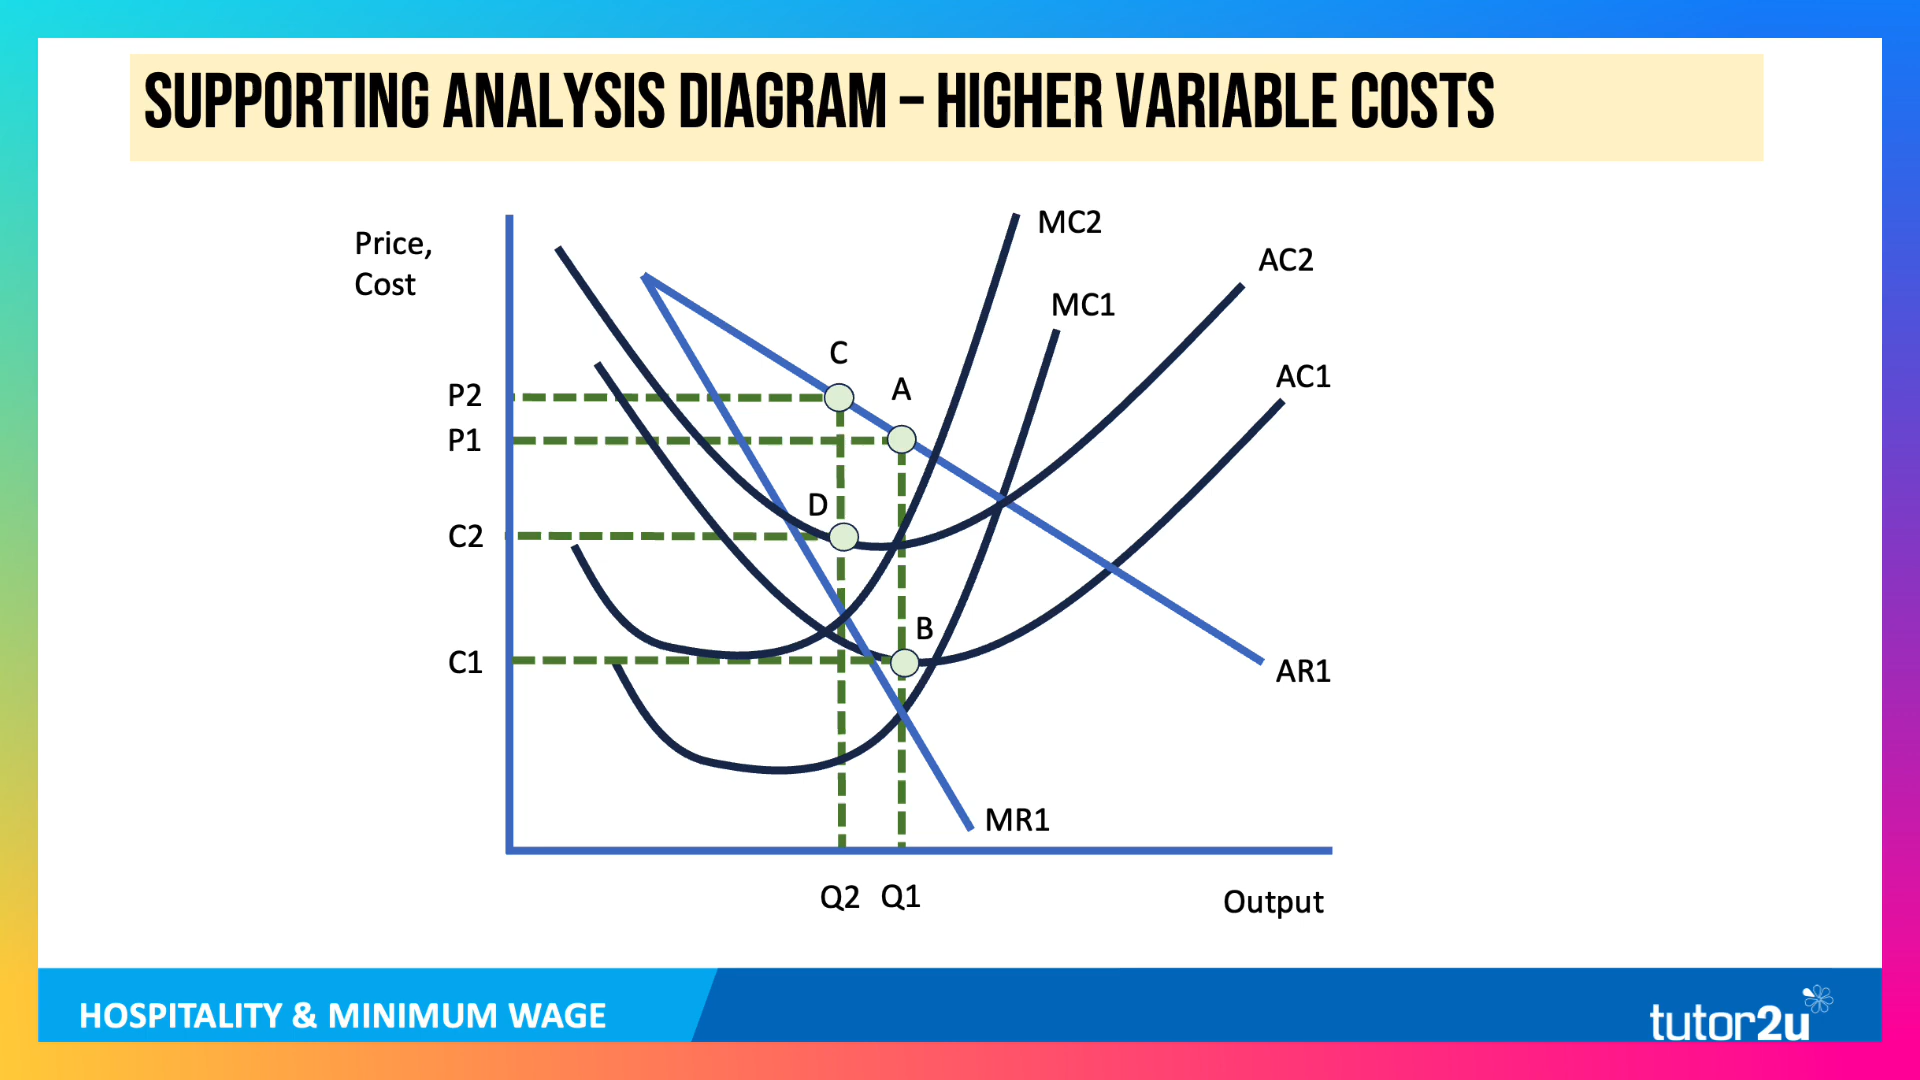 SUPPORTING ANALYSIS DIAGRAM – HIGHER VARIABLE COSTS
Price,
Cost
MC2
AC2
MC1
C
A
AC1
P2
P1
D
C2
B
C1
AR1
MR1
Q2
Q1
Output
HOSPITALITY & MINIMUM WAGE
tutor2u